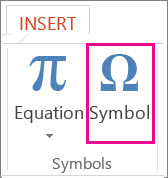 INSERT
π Ω
Equation Symbol
Symbols